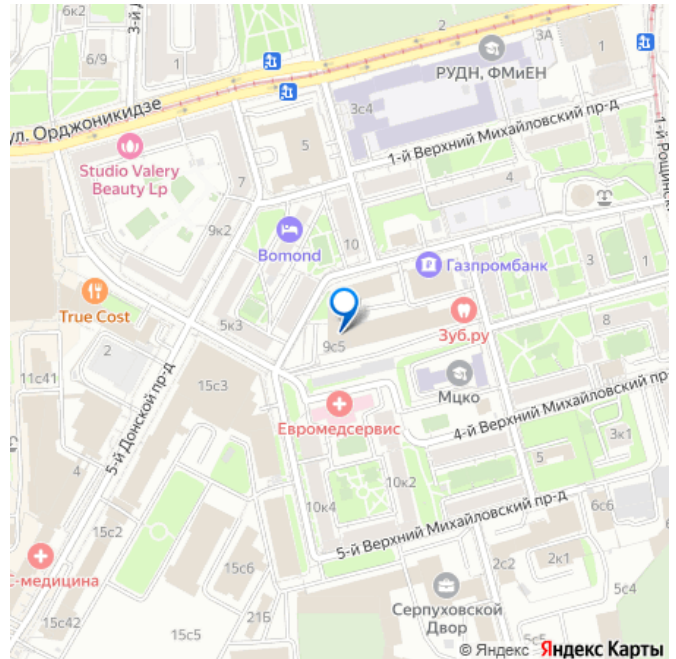 6к2
2
3А
1
6/9
3-й Д
1
РУДН, ФМиЕН
3с4
ул. Орджоникидзе
1-й Верхний Михайловский пр-д
1-й Рощинск
5
Studio Valery
Beauty Lp
7
4
9к2
Bomond
10
Газпромбанк
3
1
True Cost
5к3
Зуб.ру
8
2
9с5
11с41
15с3
Мцко
5-й Донской пр-д
Евромедсервис
4-й Верхний Михайловский пр-
3к1
4
5
10к4
10к2
15с2
5-й Верхний Михайловский пр-д
6с6
С-медицина
15с6
2с2
2к1
5с4
21Б
Серпуховской
Двор
15с42
15с5
5с5
© Яндекс Яндекс Карты